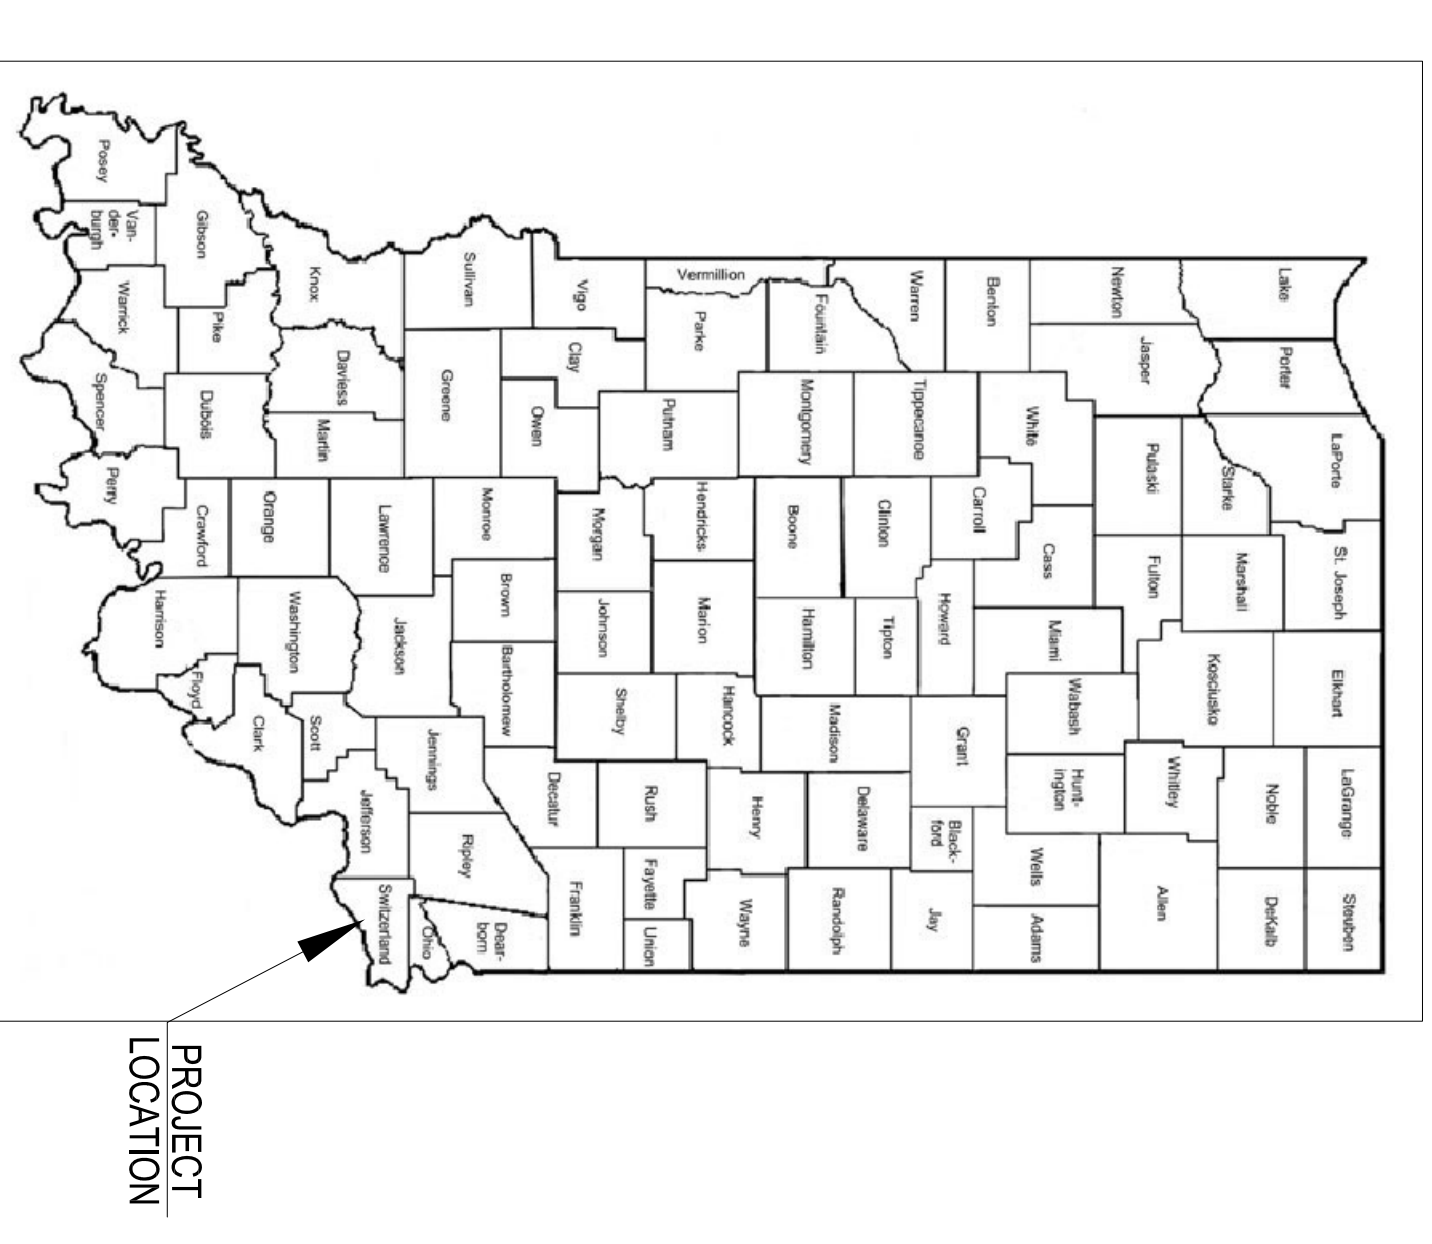 Lake
Porter
LaPorte
St. Joseph
Elkhart
LaGrange
Steuben
Noble
DeKalb
Starke
Marshall
Kosciusko
Newton
Jasper
Pulaski
Fulton
Whitley
Allen
Benton
White
Cass
Miami
Wabash
Hunt-
ington
Wells
Adams
Warren
Tippecanoe
Carroll
Howard
Grant
Black-
ford
Jay
Fountain
Montgomery
Clinton
Tipton
Madison
Delaware
Randolph
Vermillion
Parke
Putnam
Boone
Hamilton
Hendricks
Marion
Hancock
Henry
Wayne
Vigo
Clay
Owen
Morgan
Johnson
Shelby
Rush
Fayette
Union
Sullivan
Greene
Monroe
Brown
Bartholomew
Decatur
Franklin
Knox
Daviess
Martin
Lawrence
Jackson
Jennings
Ripley
Dear-
born
Ohio
Switzerland
Jefferson
Scott
Washington
Orange
Gibson
Pike
Dubois
Crawford
Clark
Floyd
Harrison
Posey
Van-
der-
burgh
Warrick
Spencer
Perry
PROJECT
LOCATION